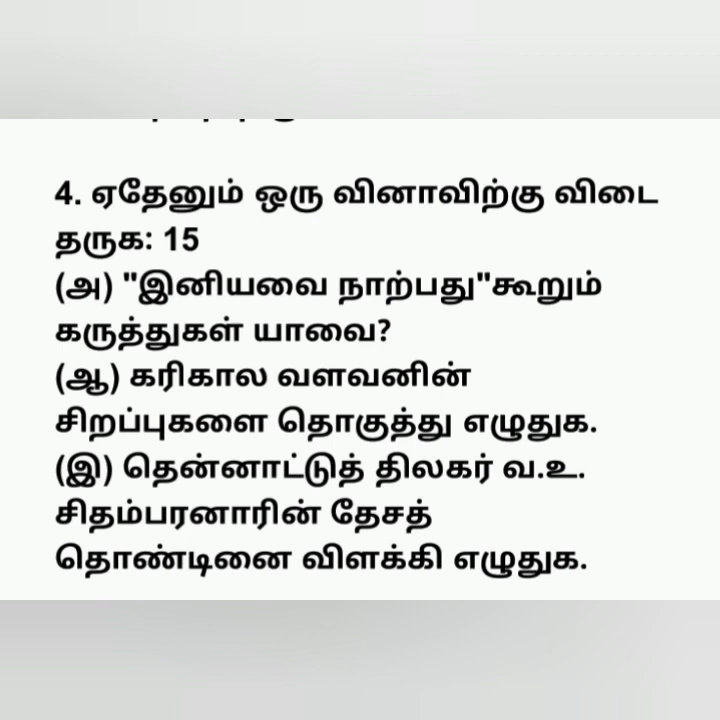 4. ஏதேனும் ஒரு வினாவிற்கு விடை
தருக: 15
(அ) "இனியவை நாற்பது"கூறும்
கருத்துகள் யாவை?
(ஆ) கரிகால வளவனின்
சிறப்புகளை தொகுத்து எழுதுக.
(இ) தென்னாட்டுத் திலகர் வ.உ.
சிதம்பரனாரின் தேசத்
தொண்டினை விளக்கி எழுதுக.